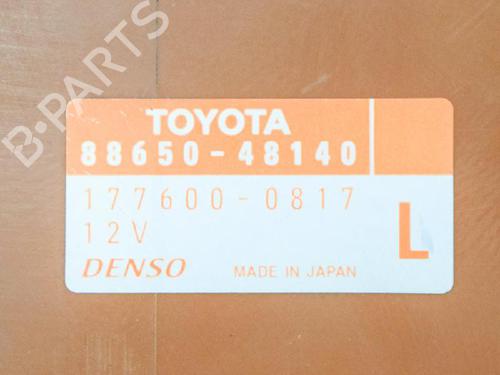 B-PARTS
TOYOTA
88650-48140
177600-0817
12V
L
DENSO
MADE IN JAPAN